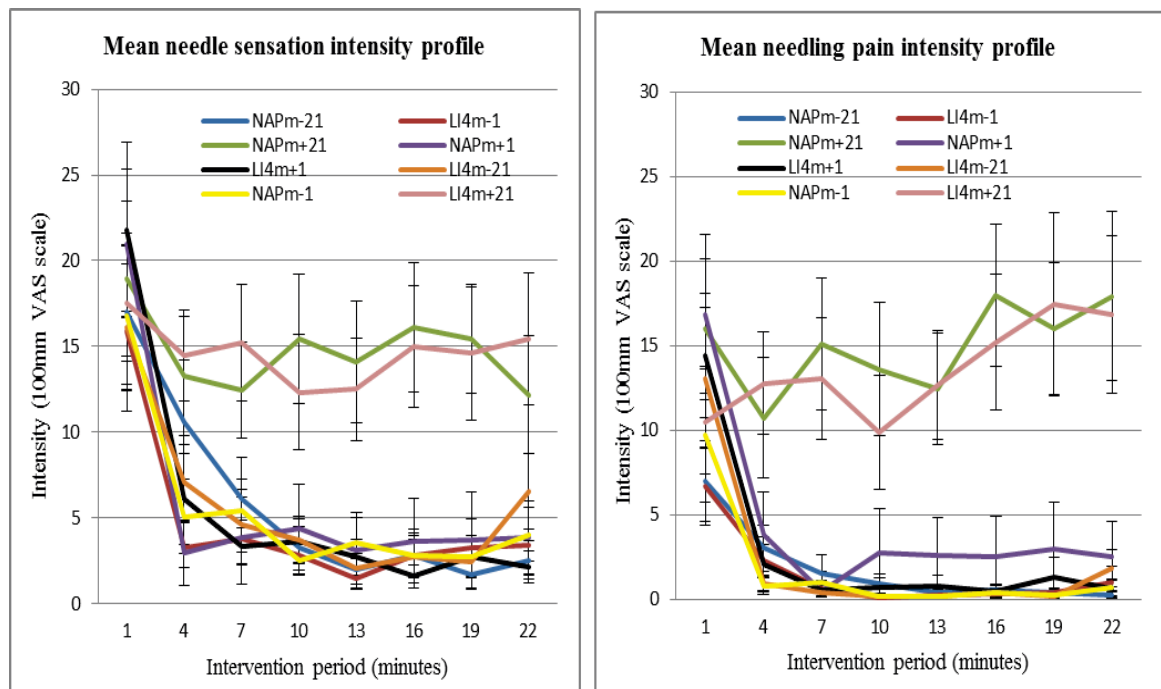 Mean needle sensation intensity profile
30
25
20
15
10
5
0
Intensity (100mm VAS scale)
NAPm-21 LI4m-1
NAPm+21 NAPm+1
LI4m+1 LI4m-21
NAPm-1 LI4m+21
1 4 7 10 13 16 19 22
Intervention period (minutes)
Mean needling pain intensity profile
30
25
20
15
10
5
0
Intensity (100mm VAS scale)
NAPm-21 LI4m-1
NAPm+21 NAPm+1
LI4m+1 LI4m-21
NAPm-1 LI4m+21
1 4 7 10 13 16 19 22
Intervention period (minutes)